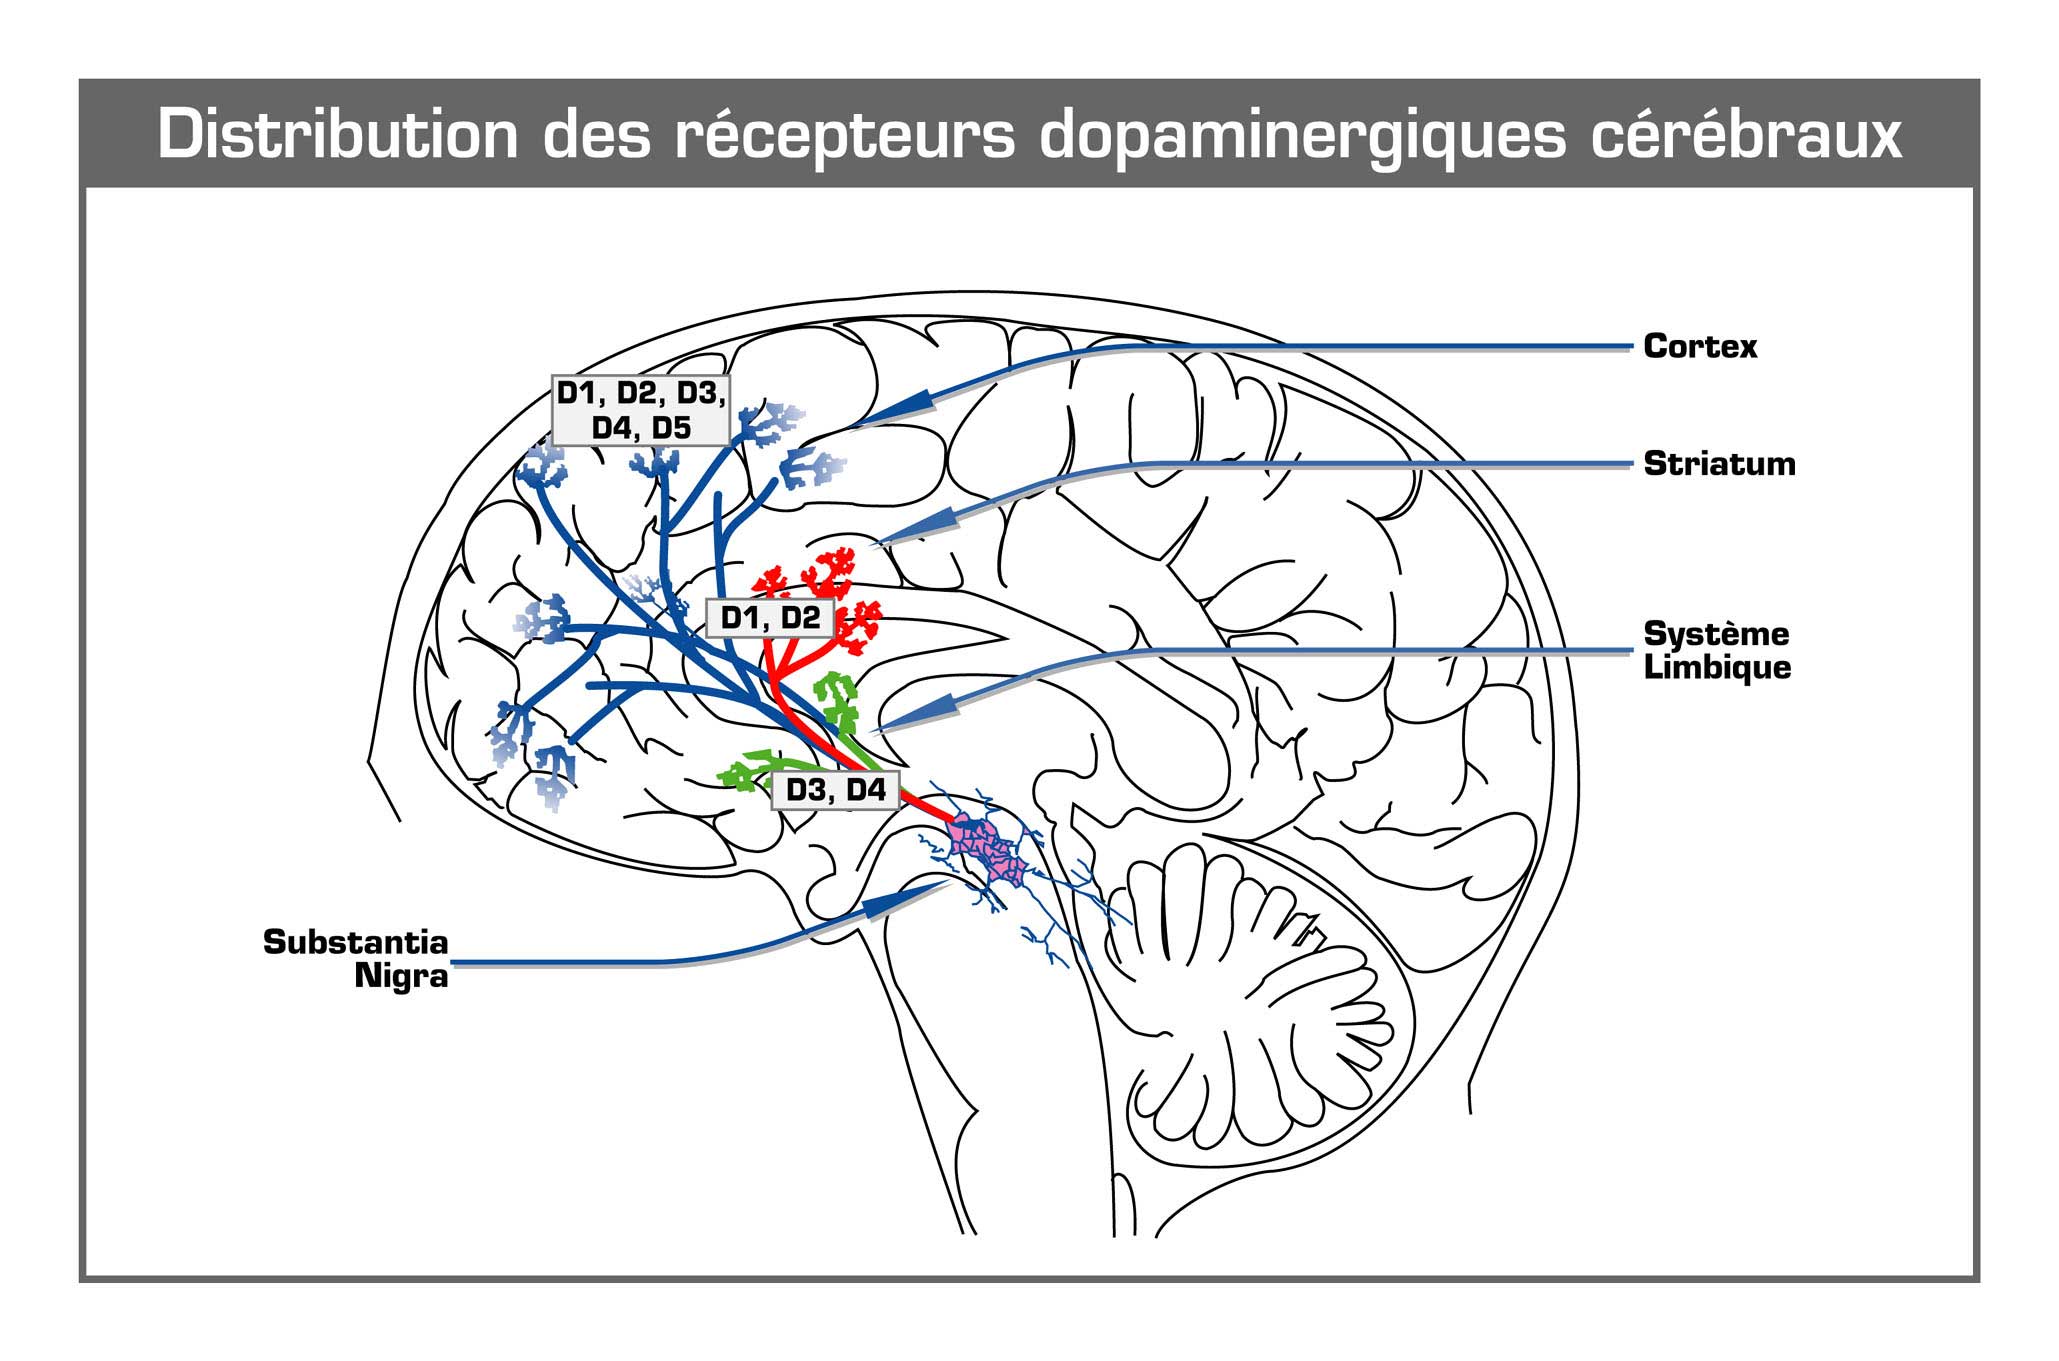 Distribution des récepteurs dopaminergiques cérébraux
Cortex
D1, D2, D3,
D4, D5
Striatum
D1, D2
Système
Limbique
D3, D4
Substantia
Nigra